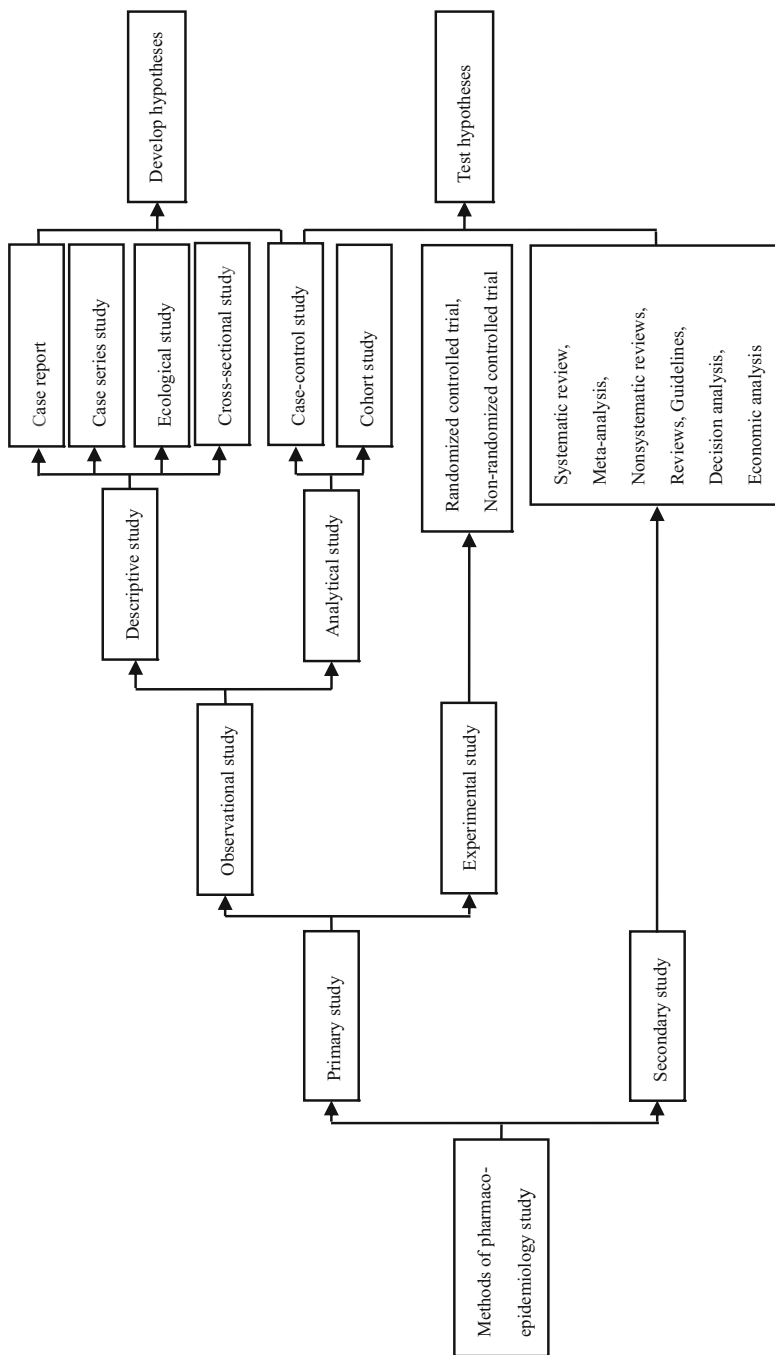 Methods of pharmaco-
epidemiology study
Primary study
Secondary study
Observational study
Experimental study
Descriptive study
Analytical study
Case report
Case series study
Ecological study
Cross-sectional study
Case-control study
Cohort study
Randomized controlled trial,
Non-randomized controlled trial
Systematic review,
Meta-analysis,
Nonsystematic reviews,
Reviews, Guidelines,
Decision analysis,
Economic analysis
Develop hypotheses
Test hypotheses